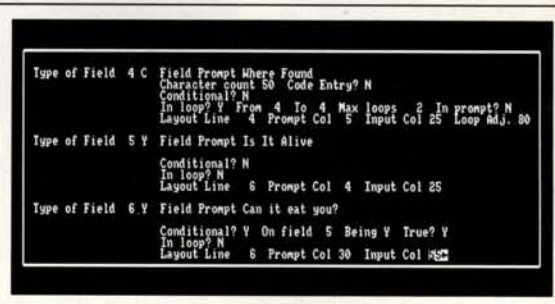 Type of Field 4 C Field Prompt Where Found
Character count 50 Code Entry? N
Conditional? N
In loop? Y From 4 To 4 Max loops 2 In prompt? N
Layout Line 4 Prompt Col 5 Input Col 25 Loop Adj. 80
Type of Field 5 Y Field Prompt Is It Alive
Conditional? N
In loop? N
Layout Line 6 Prompt Col 4 Input Col 25
Type of Field 6 Y Field Prompt Can it eat you?
Conditional? Y On field 5 Being Y True? Y
In loop? N
Layout Line 6 Prompt Col 30 Input Col